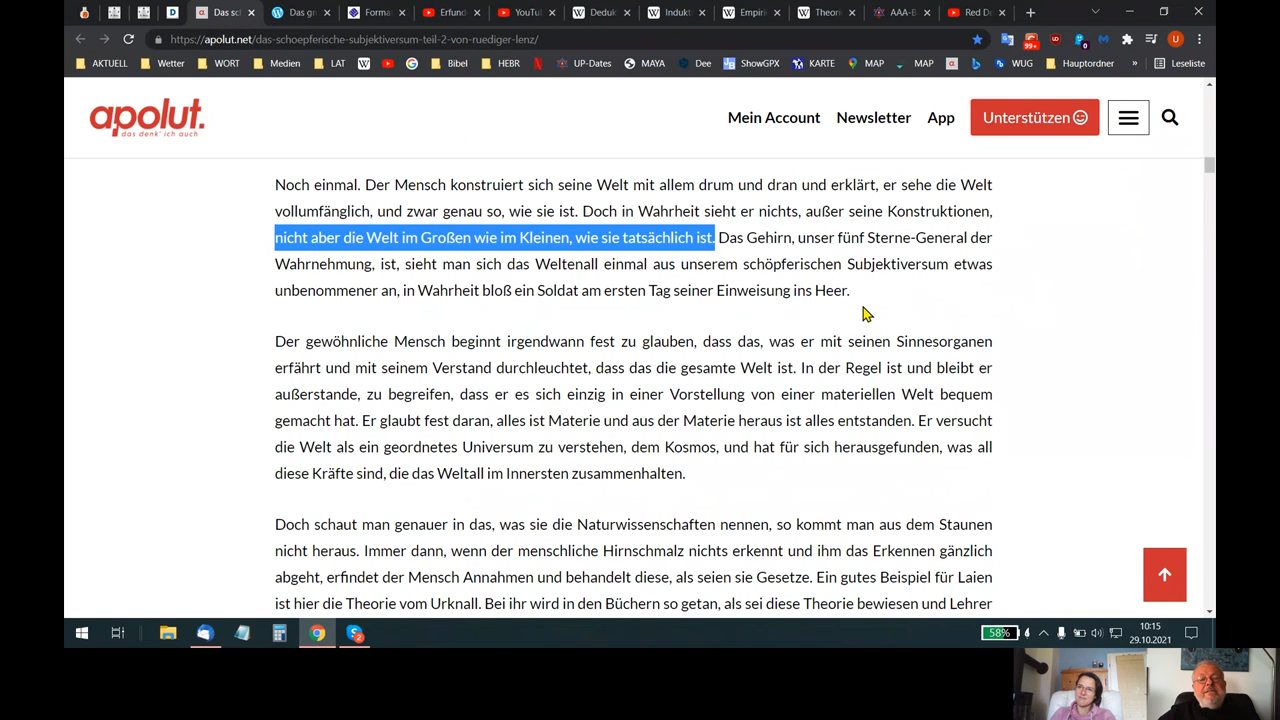 Das sch
Das gr
Format
Erfund
YouTu
Deduk
Indukt
Empiri
Theori
AAA-B
Red D
https://apolut.net/das-schoepferische-subjektiversum-teil-2-von-ruediger-lenz/
99+
0
U
AKTUELL
Wetter
WORT
Medien
LAT
Bibel
HEBR
UP-Dates
MAYA
Dee
ShowGPX
KARTE
MAP
MAP
WUG
Hauptordner
»
Leseliste
apolut.
das denk' ich auch
Mein Account
Newsletter
App
Unterstützen
Noch einmal. Der Mensch konstruiert sich seine Welt mit allem drum und dran und erklärt, er sehe die Welt
vollumfänglich, und zwar genau so, wie sie ist. Doch in Wahrheit sieht er nichts, außer seine Konstruktionen,
nicht aber die Welt im Großen wie im Kleinen, wie sie tatsächlich ist. Das Gehirn, unser fünf Sterne-General der
Wahrnehmung, ist, sieht man sich das Weltenall einmal aus unserem schöpferischen Subjektiversum etwas
unbenommener an, in Wahrheit bloß ein Soldat am ersten Tag seiner Einweisung ins Heer.
Der gewöhnliche Mensch beginnt irgendwann fest zu glauben, dass das, was er mit seinen Sinnesorganen
erfährt und mit seinem Verstand durchleuchtet, dass das die gesamte Welt ist. In der Regel ist und bleibt er
außerstande, zu begreifen, dass er es sich einzig in einer Vorstellung von einer materiellen Welt bequem
gemacht hat. Er glaubt fest daran, alles ist Materie und aus der Materie heraus ist alles entstanden. Er versucht
die Welt als ein geordnetes Universum zu verstehen, dem Kosmos, und hat für sich herausgefunden, was all
diese Kräfte sind, die das Weltall im Innersten zusammenhalten.
Doch schaut man genauer in das, was sie die Naturwissenschaften nennen, so kommt man aus dem Staunen
nicht heraus. Immer dann, wenn der menschliche Hirnschmalz nichts erkennt und ihm das Erkennen gänzlich
abgeht, erfindet der Mensch Annahmen und behandelt diese, als seien sie Gesetze. Ein gutes Beispiel für Laien
ist hier die Theorie vom Urknall. Bei ihr wird in den Büchern so getan, als sei diese Theorie bewiesen und Lehrer
58%
10:15
29.10.2021